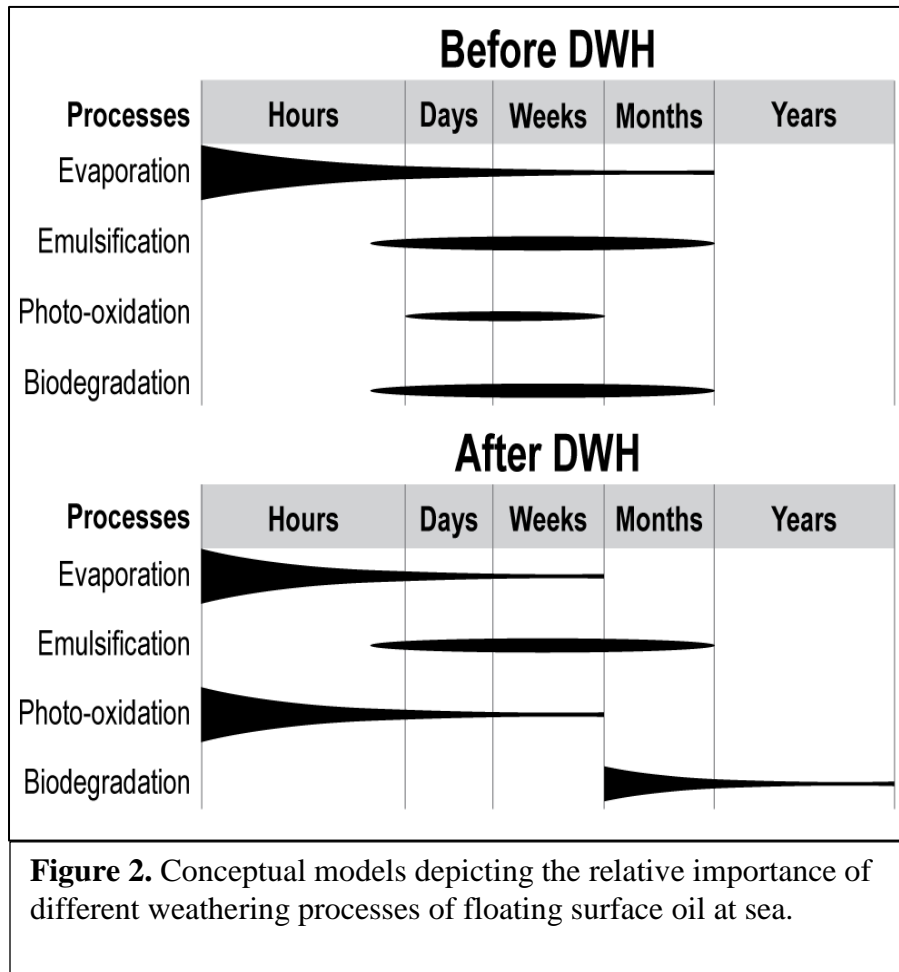 Before DWH
Processes Hours Days Weeks Months Years
Evaporation
Emulsification
Photo-oxidation
Biodegradation
After DWH
Processes Hours Days Weeks Months Years
Evaporation
Emulsification
Photo-oxidation
Biodegradation
Figure 2. Conceptual models depicting the relative importance of
different weathering processes of floating surface oil at sea.